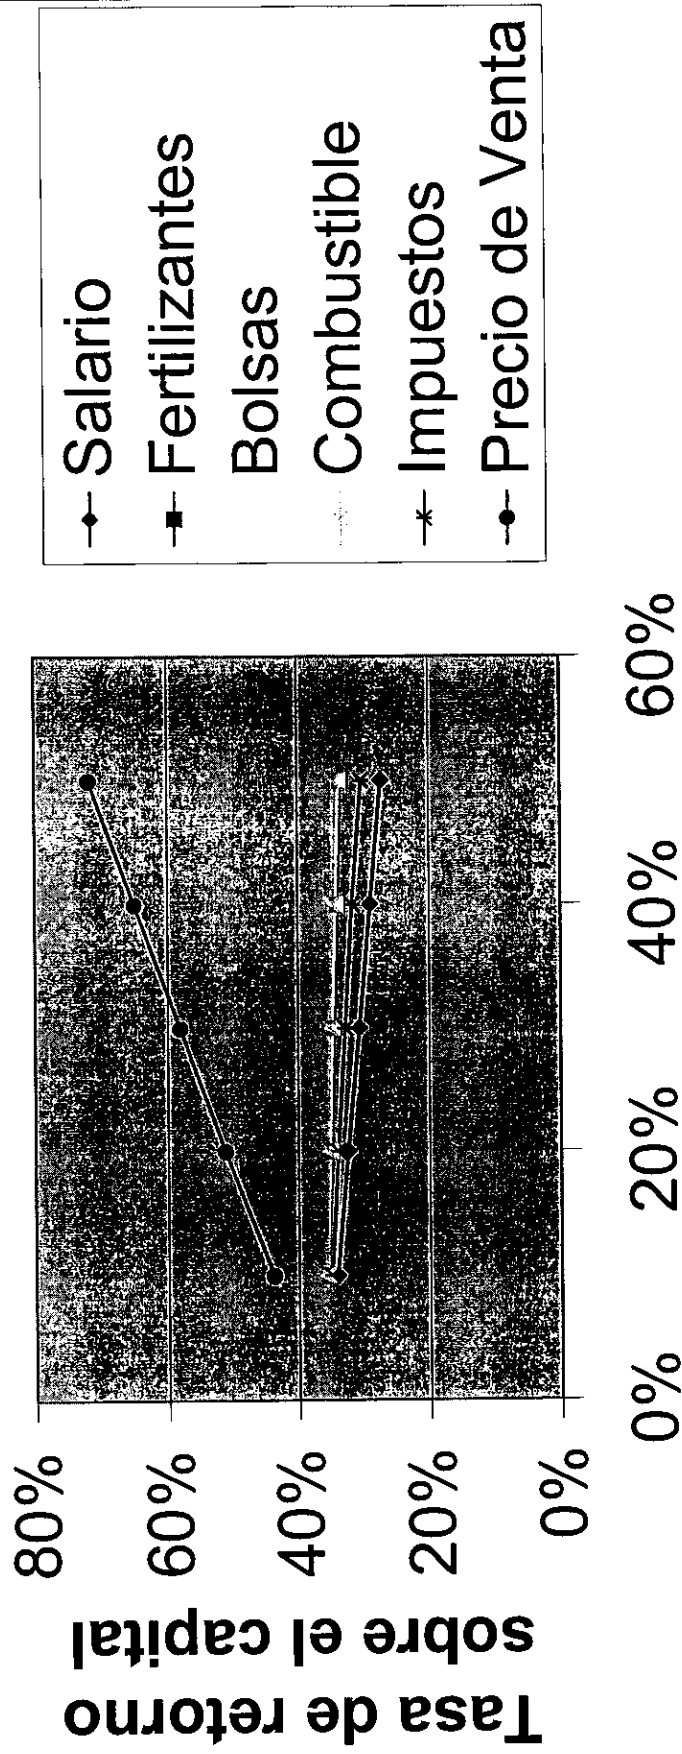 Tasa de retorno
sobre el capital
80%
60%
40%
20%
0%
0%
20%
40%
60%
Salario
Fertilizantes
Bolsas
Combustible
Impuestos
Precio de Venta